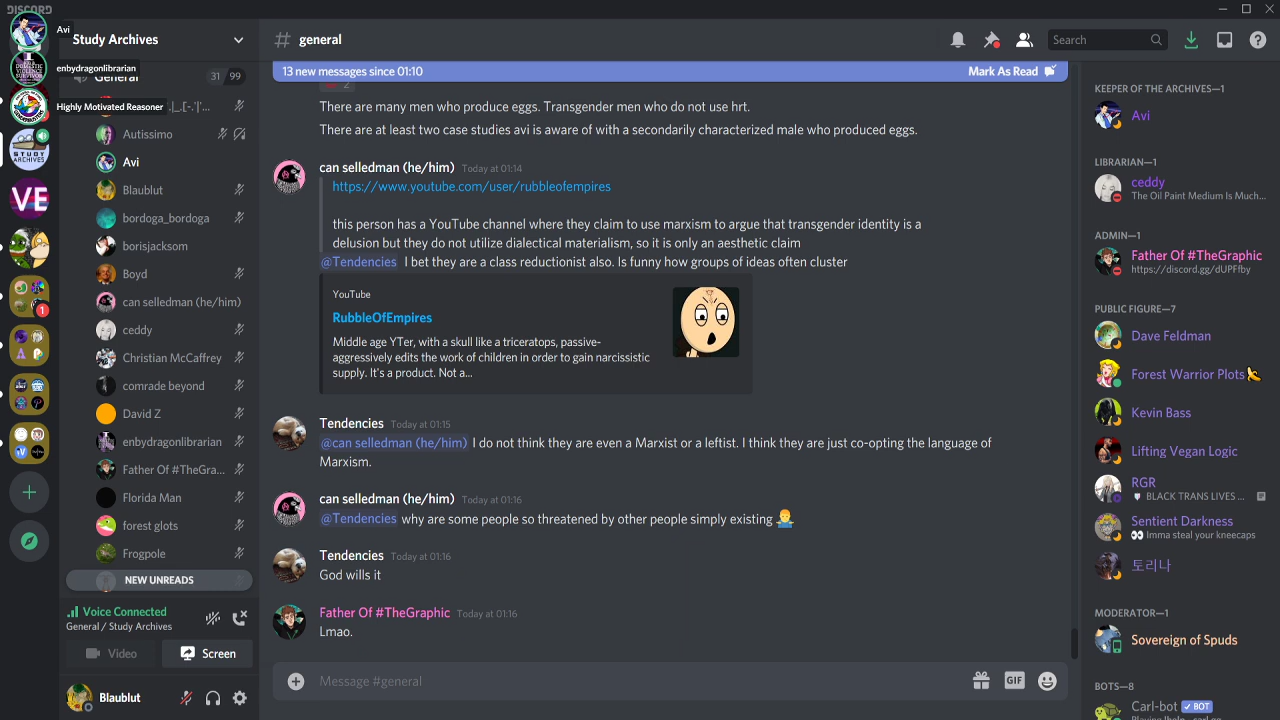 DISCORD
Avi
enbydragonlibrarian
Highly Motivated Reasoner
DOMESTIC
VIOLENCE
SURVIVOR
STUDY
ARCHIVES
VE
1
Study Archives
General
31 99
Autissimo
Avi
Blaublut
bordoga_bordoga
borisjacksom
Boyd
can selledman (he/him)
ceddy
Christian McCaffrey
comrade beyond
David Z
enbydragonlibrarian
Father Of #TheGra...
Florida Man
forest glots
Frogpole
NEW UNREADS
Voice Connected
General / Study Archives
Video
Screen
Blaublut
# general
Search
13 new messages since 01:10
Mark As Read
2
There are many men who produce eggs. Transgender men who do not use hrt.
There are at least two case studies avi is aware of with a secondarily characterized male who produced eggs.
can selledman (he/him) Today at 01:14
https://www.youtube.com/user/rubbleofempires
this person has a YouTube channel where they claim to use marxism to argue that transgender identity is a
delusion but they do not utilize dialectical materialism, so it is only an aesthetic claim
@Tendencies I bet they are a class reductionist also. Is funny how groups of ideas often cluster
YouTube
RubbleOfEmpires
Middle age YTer, with a skull like a triceratops, passive-
aggressively edits the work of children in order to gain narcissistic
supply. It's a product. Not a...
Tendencies Today at 01:15
@can selledman (he/him) I do not think they are even a Marxist or a leftist. I think they are just co-opting the language of
Marxism.
can selledman (he/him) Today at 01:16
@Tendencies why are some people so threatened by other people simply existing
Tendencies Today at 01:16
God wills it
Father Of #TheGraphic Today at 01:16
Lmao.
Message #general
GIF
KEEPER OF THE ARCHIVES—1
Avi
LIBRARIAN—1
ceddy
The Oil Paint Medium Is Much...
ADMIN—1
Father Of #TheGraphic
https://discord.gg/dUPFfby
PUBLIC FIGURE—7
Dave Feldman
Forest Warrior Plots
Kevin Bass
Lifting Vegan Logic
RGR
BLACK TRANS LIVES ...
Sentient Darkness
Imma steal your kneecaps
토리나
MODERATOR—1
Sovereign of Spuds
BOTS—8
Carl-bot ✓ BOT